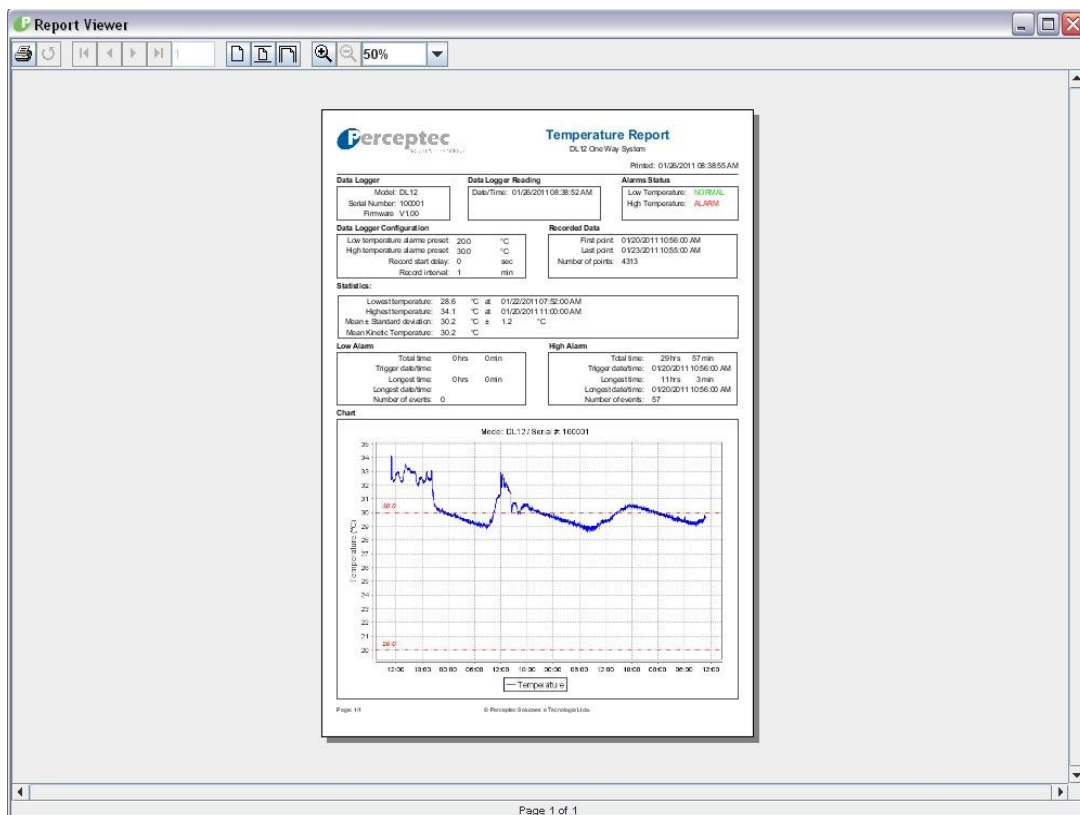 Report Viewer
1
50%
Perceptec
Temperature Report
DL12 One Way System
Printed: 01/26/2011 08:38:55 AM
Data Logger
Data Logger Reading
Alarms Status
Model: DL12
Serial Number: 100001
Firmware V1.00
Date/Time: 01/26/2011 08:38:52 AM
Low Temperature: NORMAL
High Temperature: ALARM
Data Logger Configuration
Recorded Data
Low temperature alarme preset: 20.0 °C
High temperature alarme preset: 30.0 °C
Record start delay: 0 sec
Record interval: 1 min
First point: 01/20/2011 10:56:00 AM
Last point: 01/23/2011 10:55:00 AM
Number of points: 4313
Statistics:
Lowest temperature: 28.6 °C at 01/22/2011 07:52:00 AM
Highest temperature: 34.1 °C at 01/20/2011 11:00:00 AM
Mean ± Standard deviation: 30.2 °C ± 1.2 °C
Mean Kinetic Temperature: 30.2 °C
Low Alarm
High Alarm
Total time: 0 hrs 0 min
Trigger date/time:
Longest time: 0 hrs 0 min
Longest date/time:
Number of events: 0
Total time: 29 hrs 57 min
Trigger date/time: 01/20/2011 10:56:00 AM
Longest time: 11 hrs 3 min
Longest date/time: 01/20/2011 10:56:00 AM
Number of events: 57
Chart
Model: DL12 / Serial #: 100001
35
34
33
32
31
30.0
30
29
28
27
26
25
24
23
22
21
20.0
20
Temperature (°C)
12:00 18:00 00:00 06:00 12:00 18:00 00:00 06:00 12:00 18:00 00:00 06:00 12:00
Temperature
Page: 1/1
© Perceptec Solucoes e Tecnologia Ltda.
Page 1 of 1